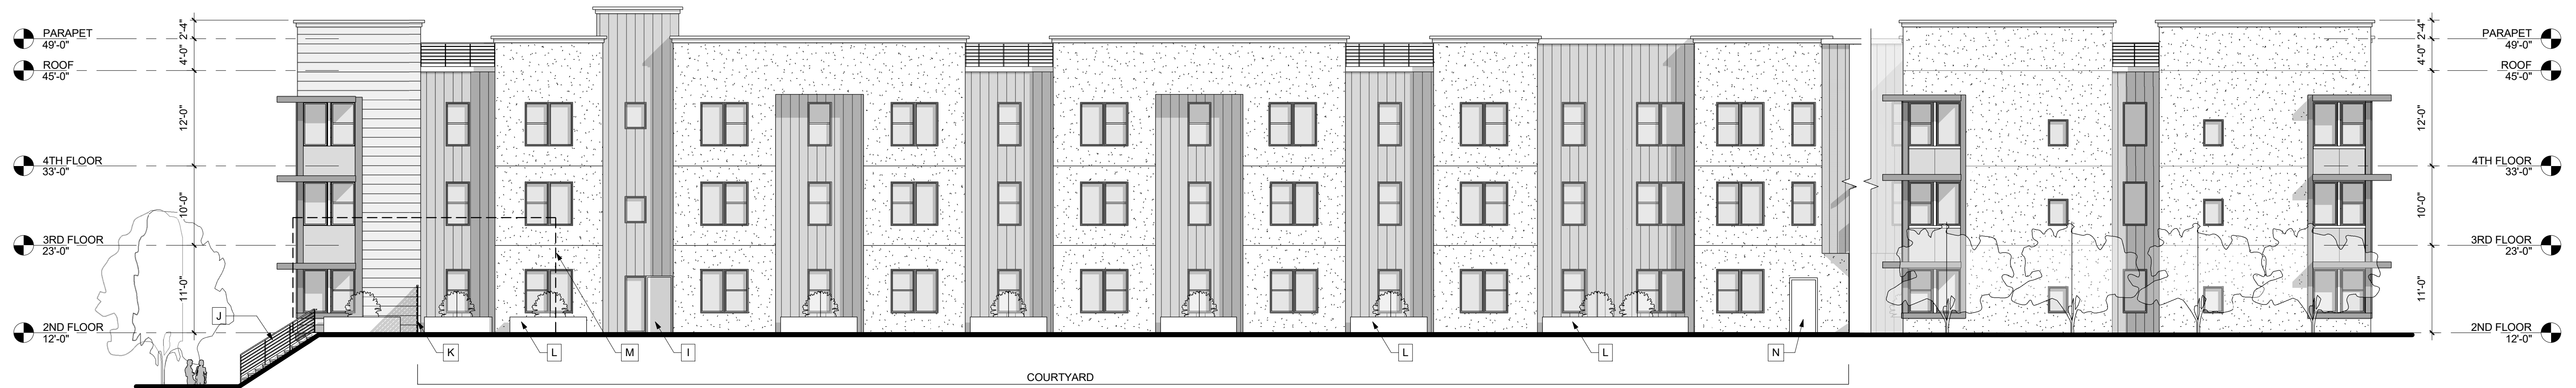 PARAPET
49'-0"
ROOF
45'-0"
4TH FLOOR
33'-0"
3RD FLOOR
23'-0"
2ND FLOOR
12'-0"
2'-4"
4'-0"
12'-0"
10'-0"
11'-0"
J
K
L
M
I
L
L
N
COURTYARD
2'-4"
4'-0"
12'-0"
10'-0"
11'-0"
PARAPET
49'-0"
ROOF
45'-0"
4TH FLOOR
33'-0"
3RD FLOOR
23'-0"
2ND FLOOR
12'-0"